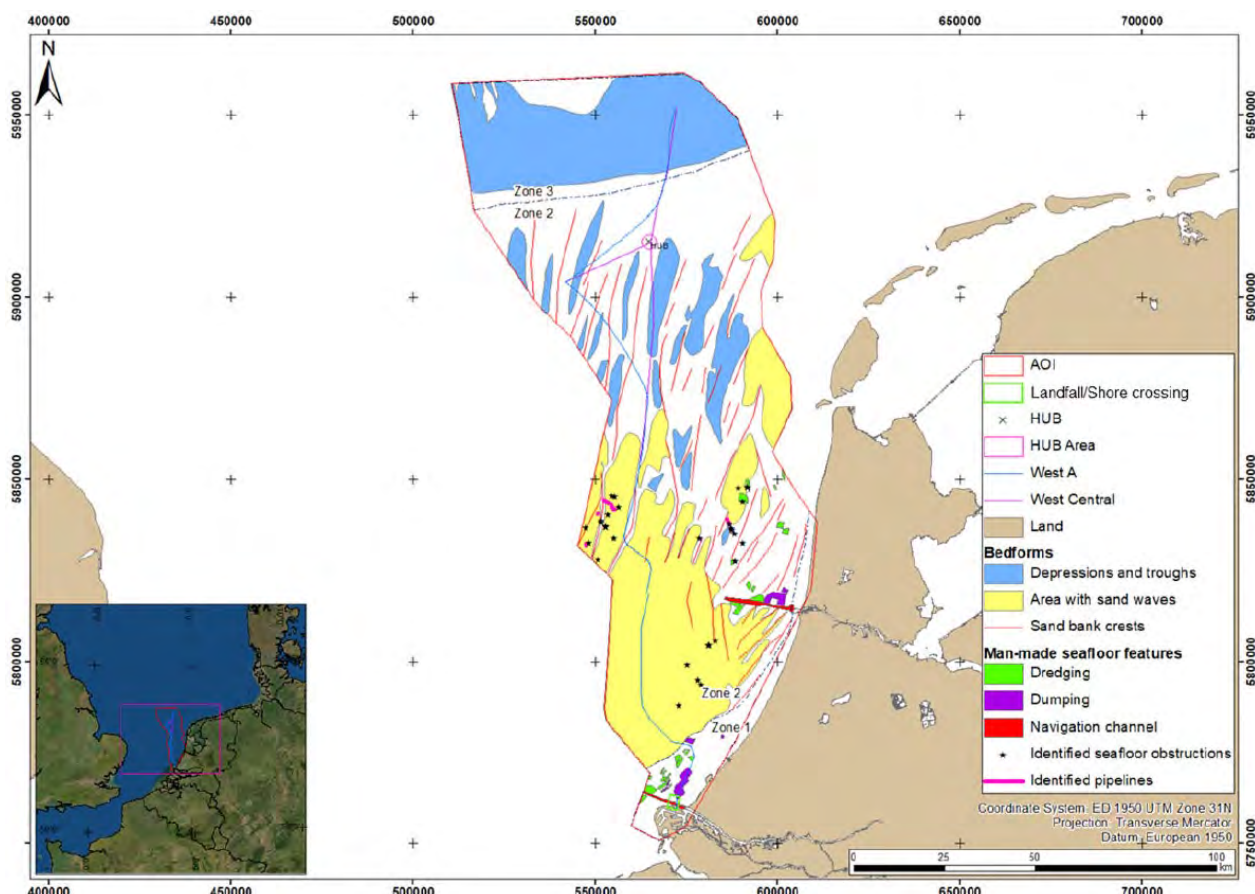 400000 450000 500000 550000 600000 650000 700000
N
5950000 5950000
Zone 3
Zone 2
HUB
5900000 5900000
5850000 5850000
5800000 5800000
Zone 2
Zone 1
5750000
AOI
Landfall/Shore crossing
HUB
HUB Area
West A
West Central
Land
Bedforms
Depressions and troughs
Area with sand waves
Sand bank crests
Man-made seafloor features
Dredging
Dumping
Navigation channel
Identified seafloor obstructions
Identified pipelines
Coordinate System: ED 1950 UTM Zone 31N
Projection: Transverse Mercator
Datum: European 1950
0 25 50 100
km
400000 450000 500000 550000 600000 650000 700000